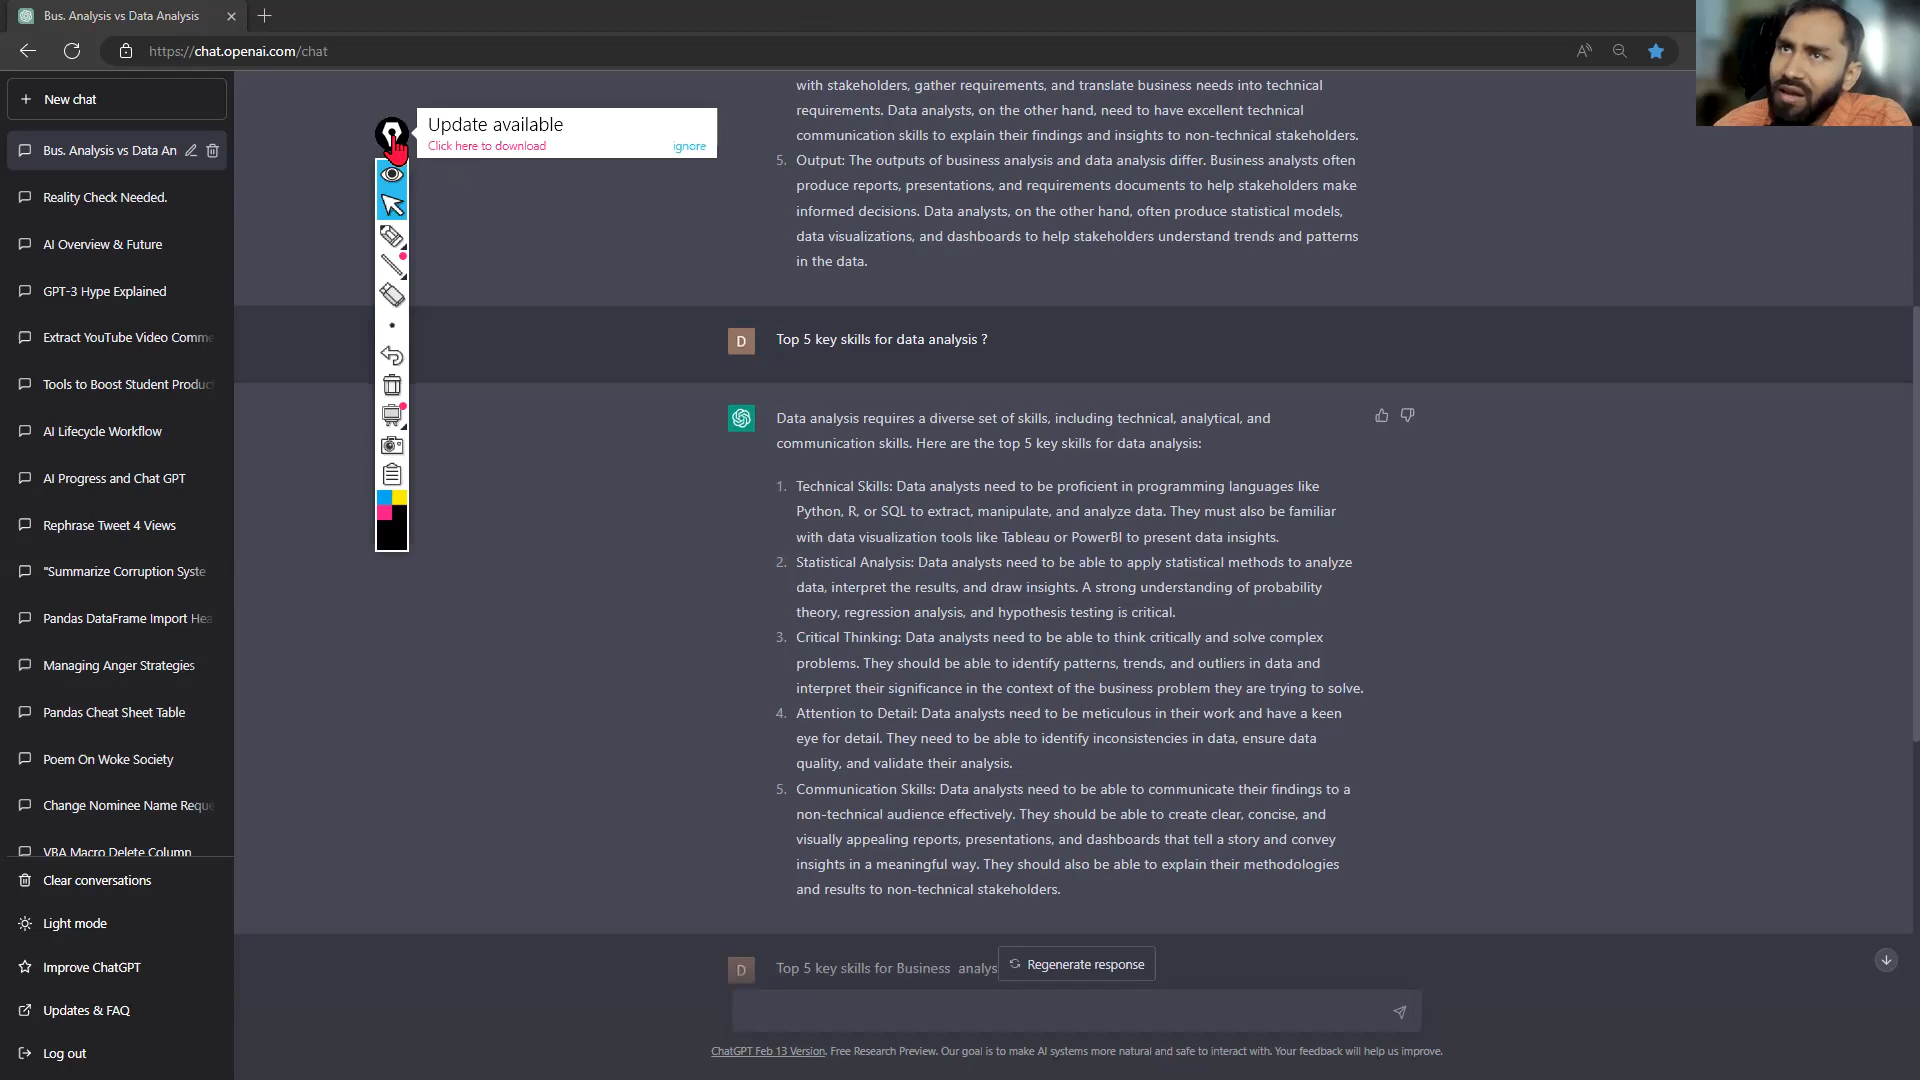 Bus. Analysis vs Data Analysis
https://chat.openai.com/chat
New chat
Bus. Analysis vs Data An
Reality Check Needed.
AI Overview & Future
GPT-3 Hype Explained
Extract YouTube Video Comme
Tools to Boost Student Produc
AI Lifecycle Workflow
AI Progress and Chat GPT
Rephrase Tweet 4 Views
"Summarize Corruption Syste
Pandas DataFrame Import Hea
Managing Anger Strategies
Pandas Cheat Sheet Table
Poem On Woke Society
Change Nominee Name Reque
VBA Macro Delete Column
Clear conversations
Light mode
Improve ChatGPT
Updates & FAQ
Log out
Update available
Click here to download
ignore
with stakeholders, gather requirements, and translate business needs into technical
requirements. Data analysts, on the other hand, need to have excellent technical
communication skills to explain their findings and insights to non-technical stakeholders.
5. Output: The outputs of business analysis and data analysis differ. Business analysts often
produce reports, presentations, and requirements documents to help stakeholders make
informed decisions. Data analysts, on the other hand, often produce statistical models,
data visualizations, and dashboards to help stakeholders understand trends and patterns
in the data.
D
Top 5 key skills for data analysis ?
Data analysis requires a diverse set of skills, including technical, analytical, and
communication skills. Here are the top 5 key skills for data analysis:
1. Technical Skills: Data analysts need to be proficient in programming languages like
Python, R, or SQL to extract, manipulate, and analyze data. They must also be familiar
with data visualization tools like Tableau or PowerBI to present data insights.
2. Statistical Analysis: Data analysts need to be able to apply statistical methods to analyze
data, interpret the results, and draw insights. A strong understanding of probability
theory, regression analysis, and hypothesis testing is critical.
3. Critical Thinking: Data analysts need to be able to think critically and solve complex
problems. They should be able to identify patterns, trends, and outliers in data and
interpret their significance in the context of the business problem they are trying to solve.
4. Attention to Detail: Data analysts need to be meticulous in their work and have a keen
eye for detail. They need to be able to identify inconsistencies in data, ensure data
quality, and validate their analysis.
5. Communication Skills: Data analysts need to be able to communicate their findings to a
non-technical audience effectively. They should be able to create clear, concise, and
visually appealing reports, presentations, and dashboards that tell a story and convey
insights in a meaningful way. They should also be able to explain their methodologies
and results to non-technical stakeholders.
D
Top 5 key skills for Business analys
Regenerate response
ChatGPT Feb 13 Version. Free Research Preview. Our goal is to make AI systems more natural and safe to interact with. Your feedback will help us improve.